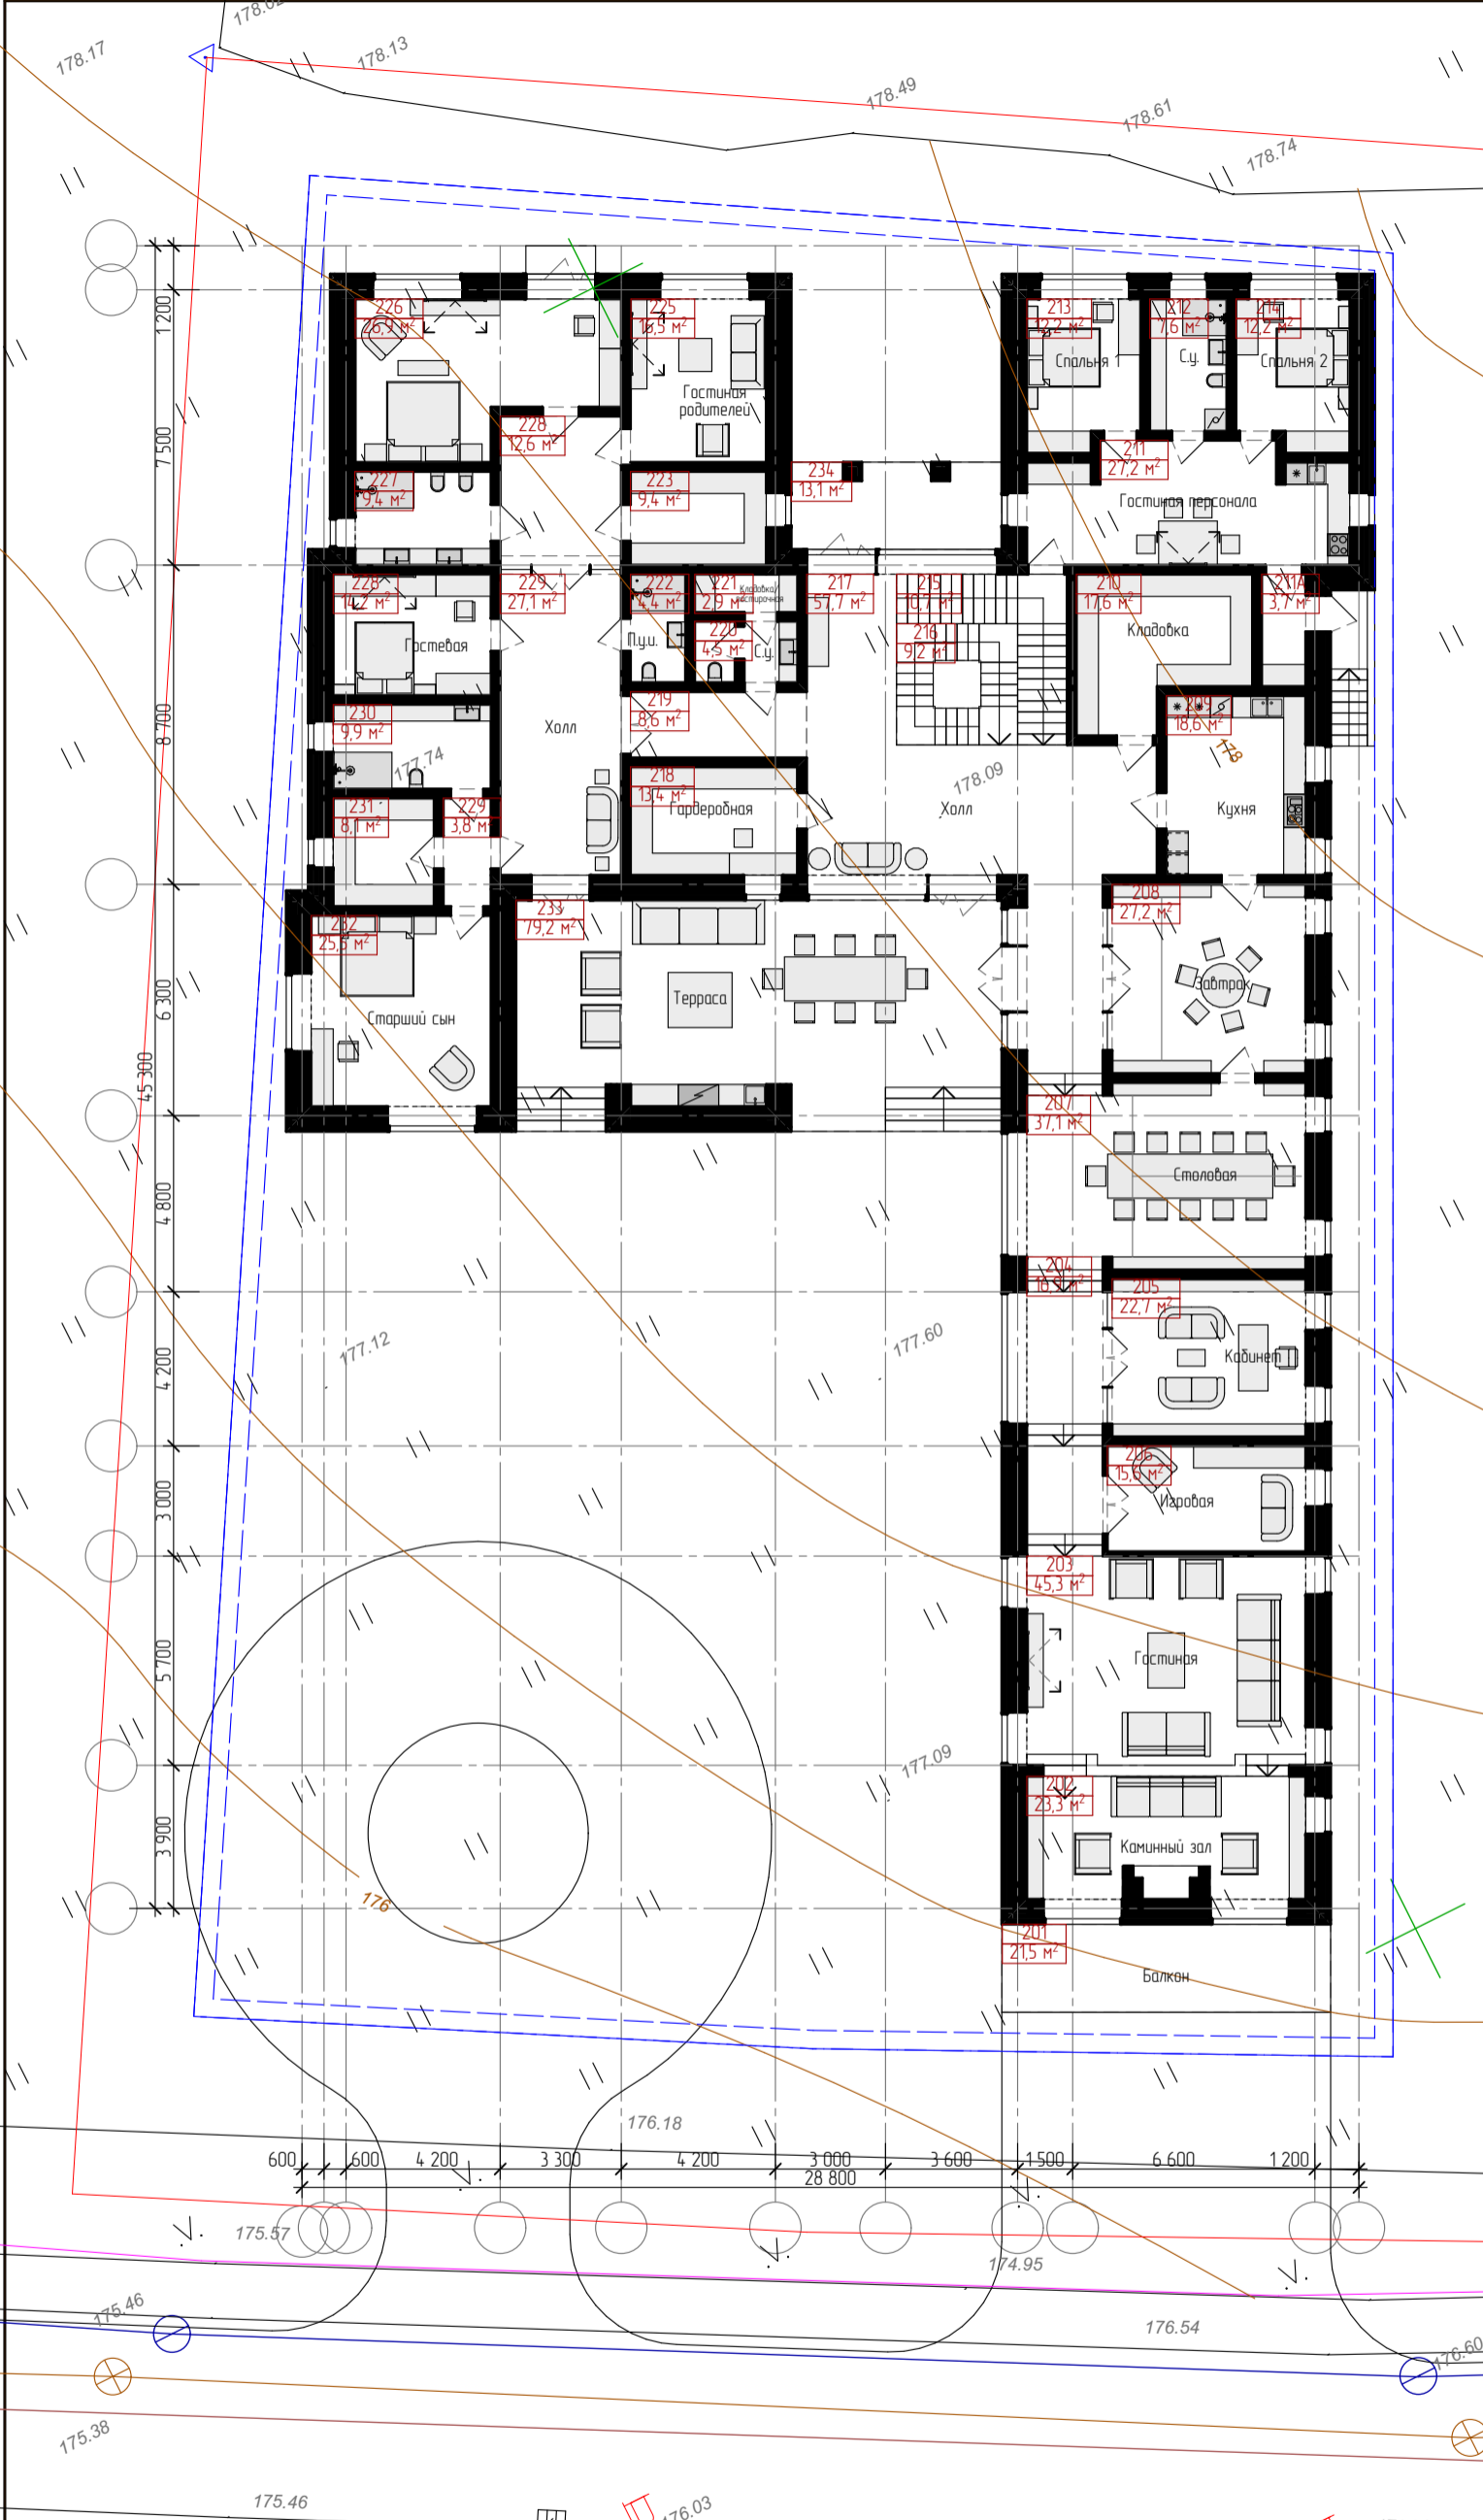 178.17
178.13
178.49
178.61
178.74
226
26,9 м²
225
16,5 м²
Гостиная
родителей
213
12,2 м²
Спальня 1
212
7,6 м²
С.у.
214
12,2 м²
Спальня 2
228
12,6 м²
211
27,2 м²
Гостиная персонала
227
9,4 м²
223
9,4 м²
234
13,1 м²
228
14,2 м²
Гостевая
229
27,1 м²
222
4,4 м²
П.у.и.
221
2,9 м²
220
4,5 м²
С.у.
217
57,7 м²
215
10,7 м²
216
9,2 м²
210
17,6 м²
Кладовка
211А
3,7 м²
219
8,6 м²
Холл
230
9,9 м²
177.74
209
18,6 м²
178
Кухня
218
13,4 м²
Гардеробная
178.09
Холл
231
8,1 м²
229
3,8 м²
232
25,5 м²
Старший сын
233
79,2 м²
Терраса
208
27,2 м²
Завтрак
207
37,1 м²
Столовая
204
205
22,7 м²
Кабинет
177.12
177.60
206
15,6 м²
Игровая
203
45,3 м²
Гостиная
177.09
202
23,3 м²
Каминный зал
176
201
21,5 м²
Балкон
1200
7 500
8 700
6 300
45 300
4 800
4 200
3 000
5 700
3 900
176.18
600
600
4 200
3 300
4 200
3 000
3 600
1500
6 600
1200
28 800
175.57
174.95
175.46
176.54
176.60
175.38
175.46
176.03